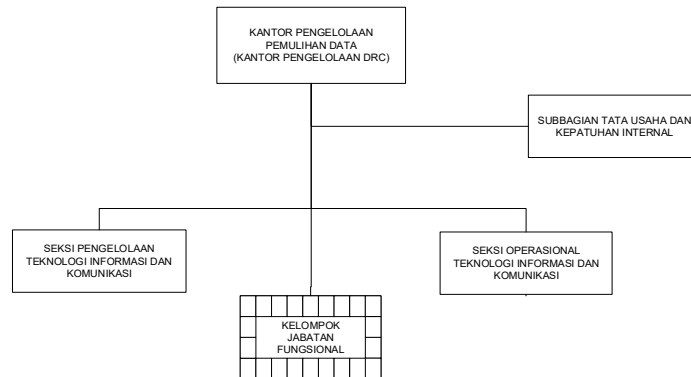 KANTOR PENGELOLAAN
PEMULIHAN DATA
(KANTOR PENGELOLAAN DRC)
SUBBAGIAN TATA USAHA DAN
KEPATUHAN INTERNAL
SEKSI PENGELOLAAN
TEKNOLOGI INFORMASI DAN
KOMUNIKASI
SEKSI OPERASIONAL
TEKNOLOGI INFORMASI DAN
KOMUNIKASI
KELOMPOK
JABATAN
FUNGSIONAL